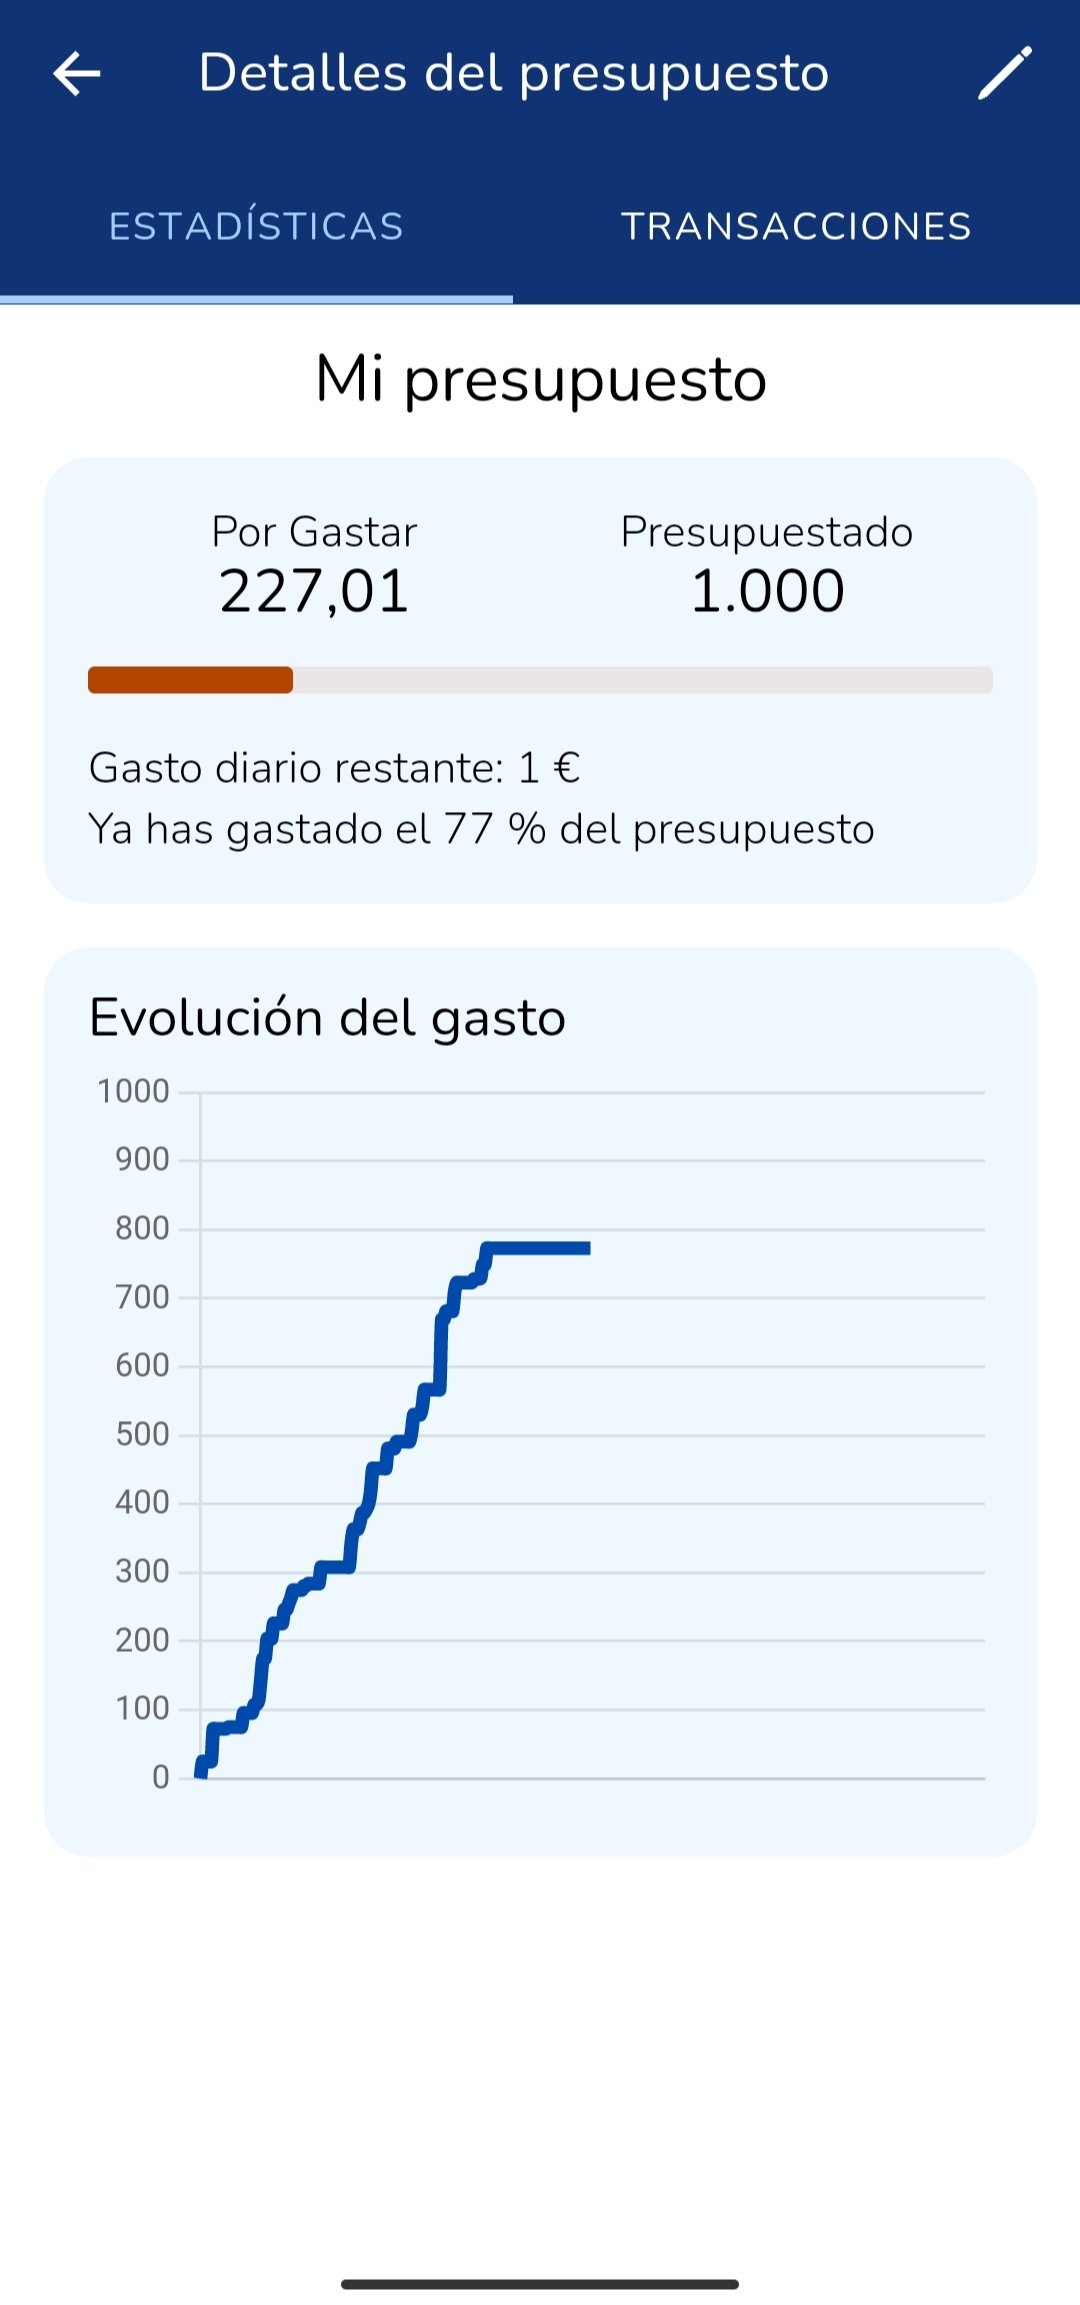 Detalles del presupuesto
ESTADÍSTICAS TRANSACCIONES
Mi presupuesto
Por Gastar Presupuestado
227,01 1.000
Gasto diario restante: 1 €
Ya has gastado el 77 % del presupuesto
Evolución del gasto
1000
900
800
700
600
500
400
300
200
100
0